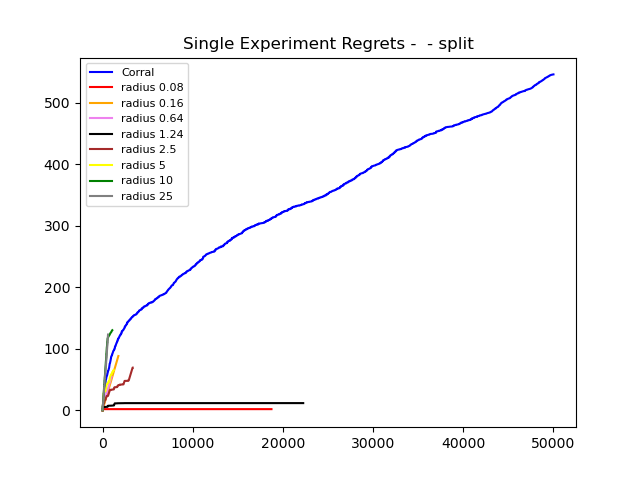 Single Experiment Regrets -  - split
Corral
radius 0.08
radius 0.16
radius 0.64
radius 1.24
radius 2.5
radius 5
radius 10
radius 25
500
400
300
200
100
0
0 10000 20000 30000 40000 50000